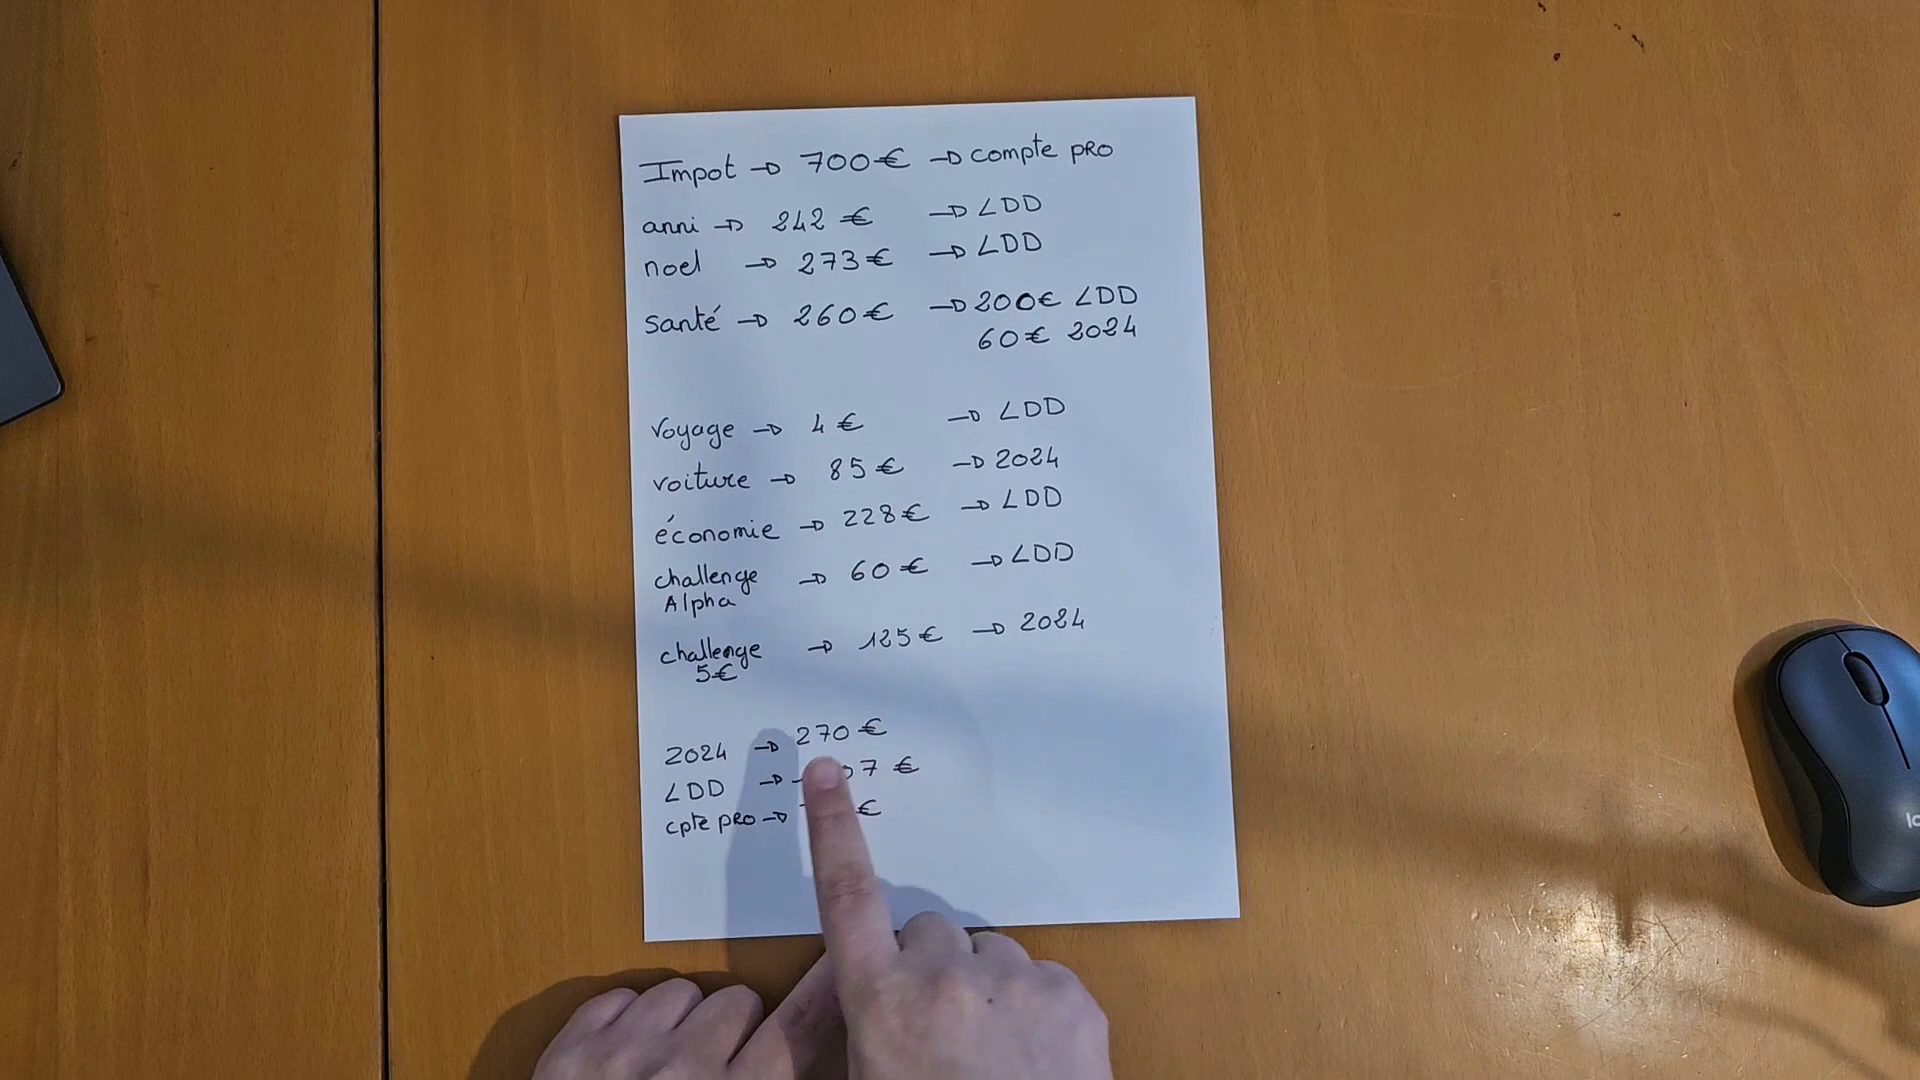 Impot → 700€ → compte pro
anni → 242 € → LDD
noel → 273€ → LDD
santé → 260€ → 200€ LDD
60€ 2024
voyage → 4€ → LDD
voiture → 85€ → 2024
économie → 228€ → LDD
challenge Alpha → 60€ → LDD
challenge 5€ → 125€ → 2024
2024 → 270€
LDD → 7 €
cpte pro → €